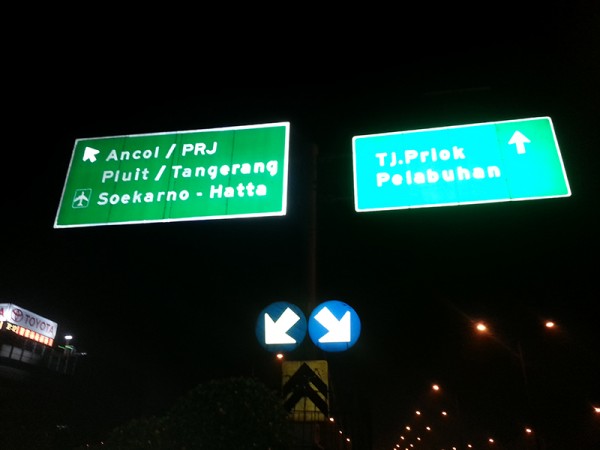 Ancol / PRJ
Pluit / Tangerang
Soekarno - Hatta
Tj.Priok
Pelabuhan
TOYOTA